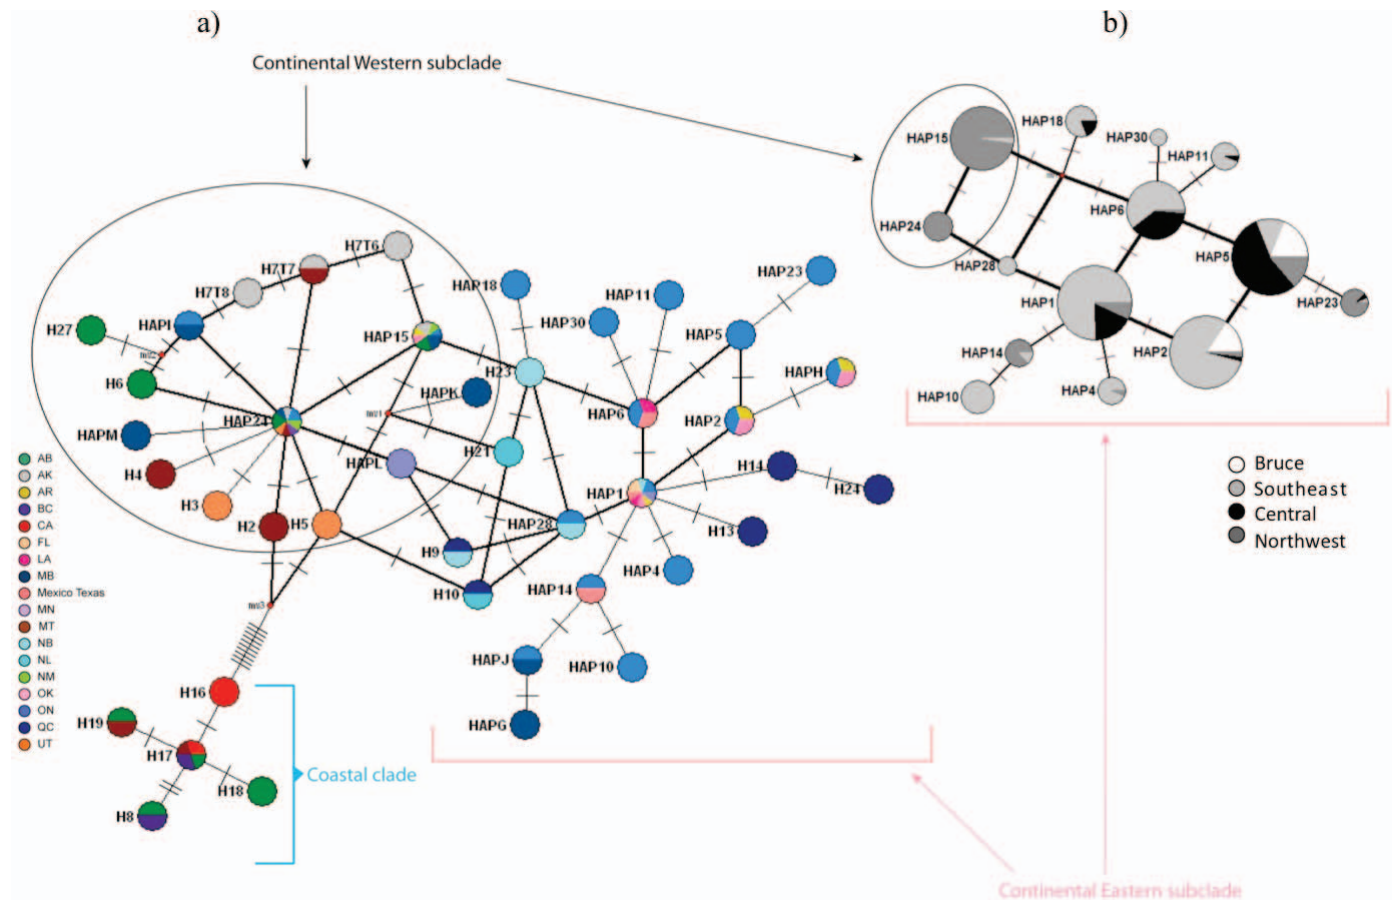 a)
b)
Continental Western subclade
HAP15
HAP18
HAP30
HAP11
HAP6
HAP24
HAP28
HAP5
HAP1
HAP23
HAP14
HAP2
HAP10
HAP4
H7T6
H7T7
H7T8
HAPI
H27
mv2
H6
HAP15
HAP18
HAP23
HAP11
HAP30
HAP5
H23
HAPK
HAPH
mv1
HAP6
HAP2
HAP24
HAPM
H21
HAPL
H4
H14
H24
HAP1
H3
H2
H5
HAP28
H13
H9
HAP4
H10
HAP14
mv3
HAPJ
HAP10
HAPG
AB
AK
AR
BC
CA
FL
LA
MB
Mexico Texas
MN
MT
NB
NL
NM
OK
ON
QC
UT
Bruce
Southeast
Central
Northwest
H16
H19
H17
H18
H8
Coastal clade
Continental Eastern subclade